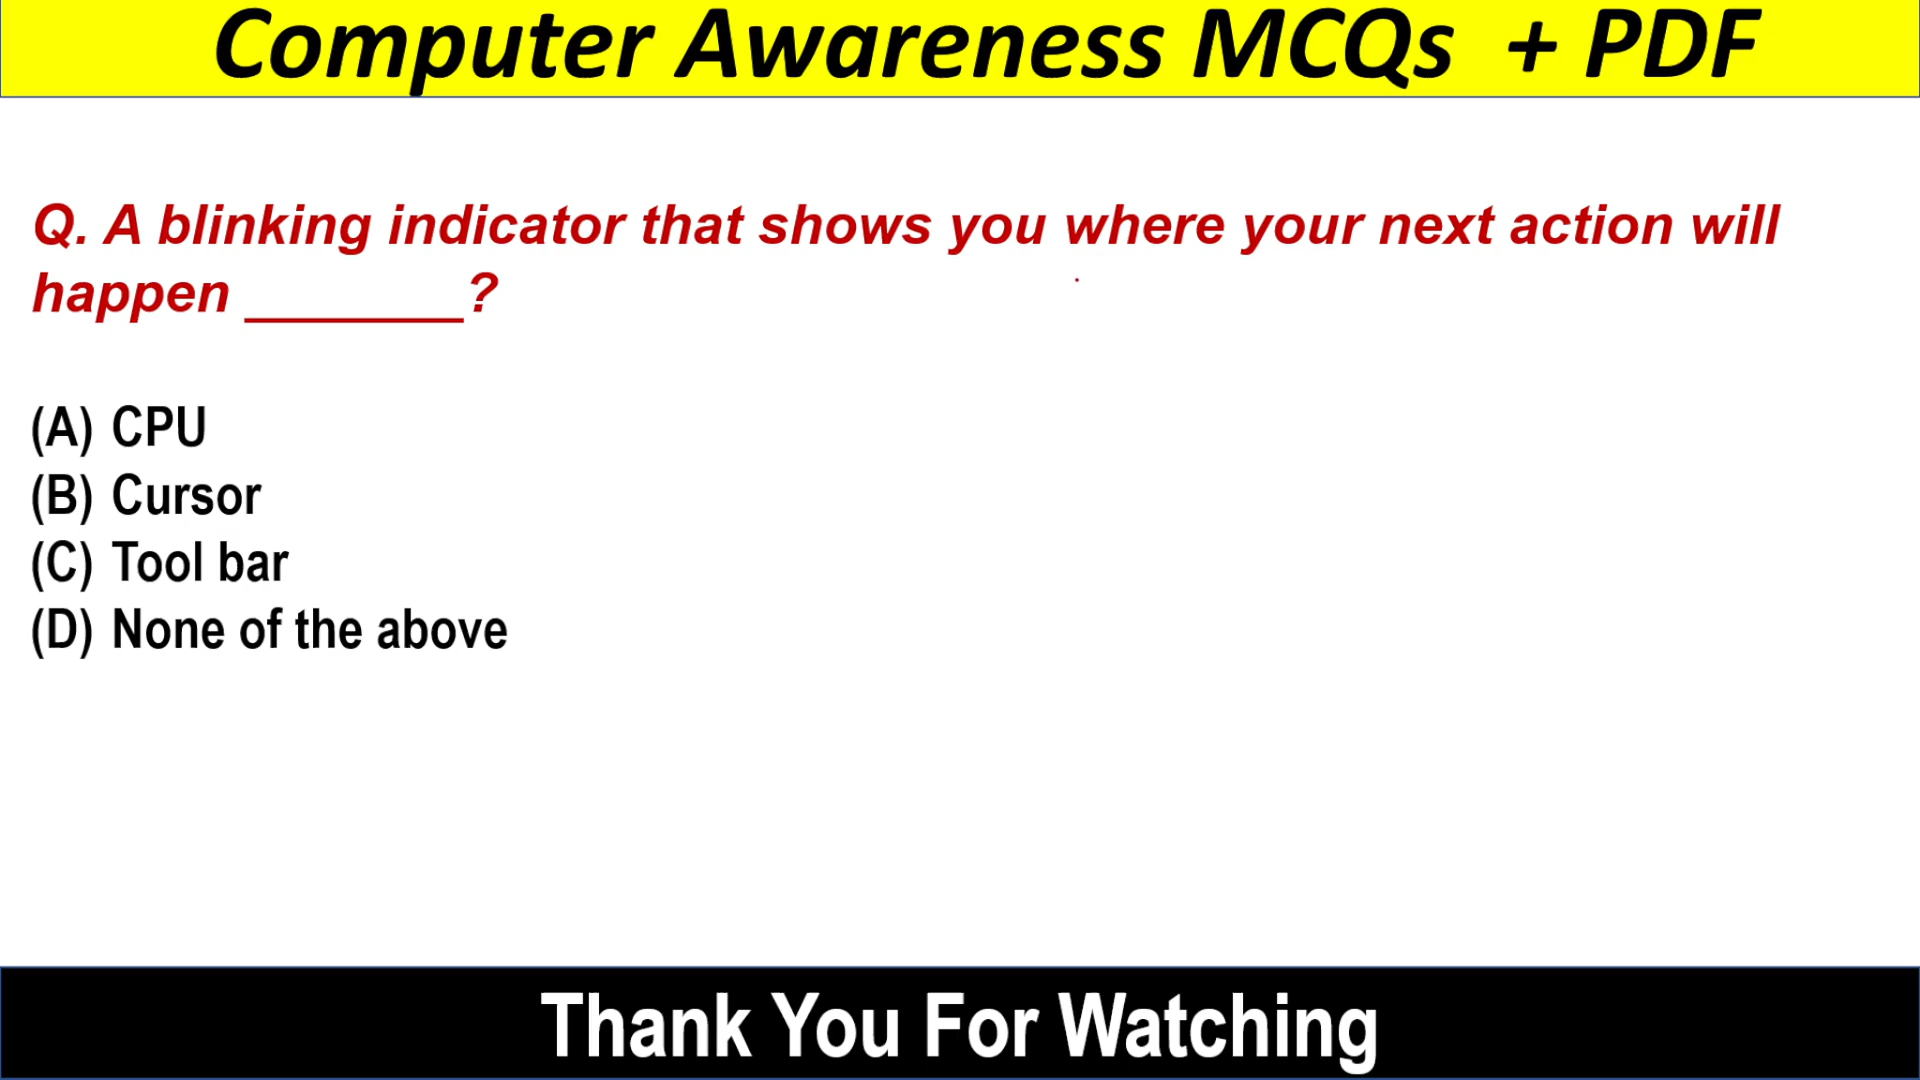 Computer Awareness MCQs + PDF
Q. A blinking indicator that shows you where your next action will
happen ________?
(A) CPU
(B) Cursor
(C) Tool bar
(D) None of the above
Thank You For Watching